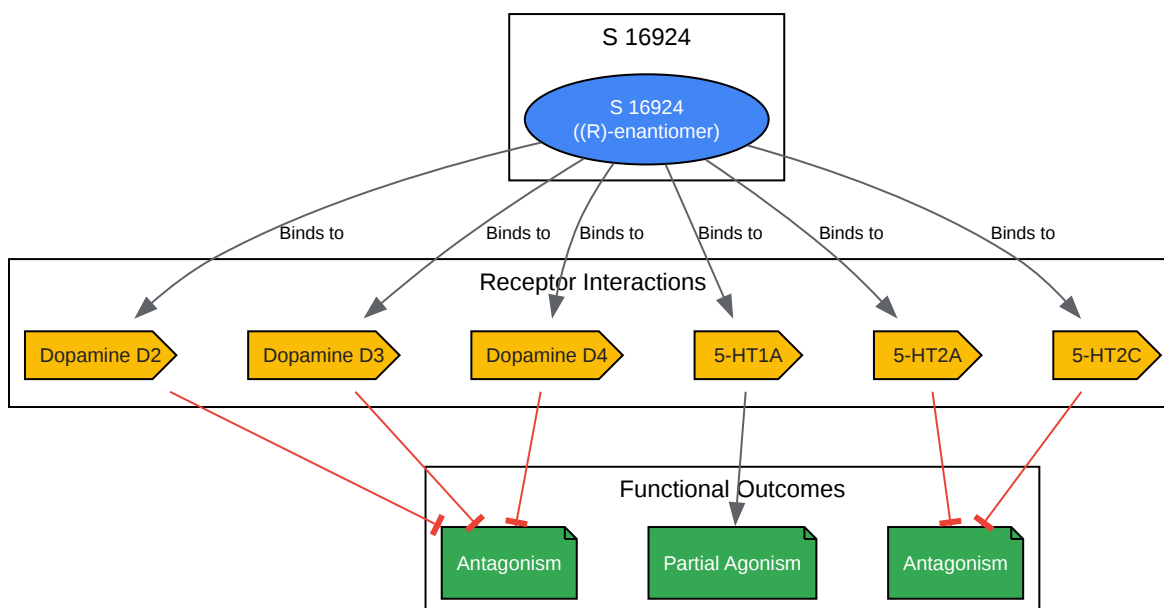 S 16924
S 16924
((R)-enantiomer)
Binds to
Binds to
Binds to
Binds to
Binds to
Binds to
Receptor Interactions
Dopamine D2
Dopamine D3
Dopamine D4
5-HT1A
5-HT2A
5-HT2C
Functional Outcomes
Antagonism
Partial Agonism
Antagonism